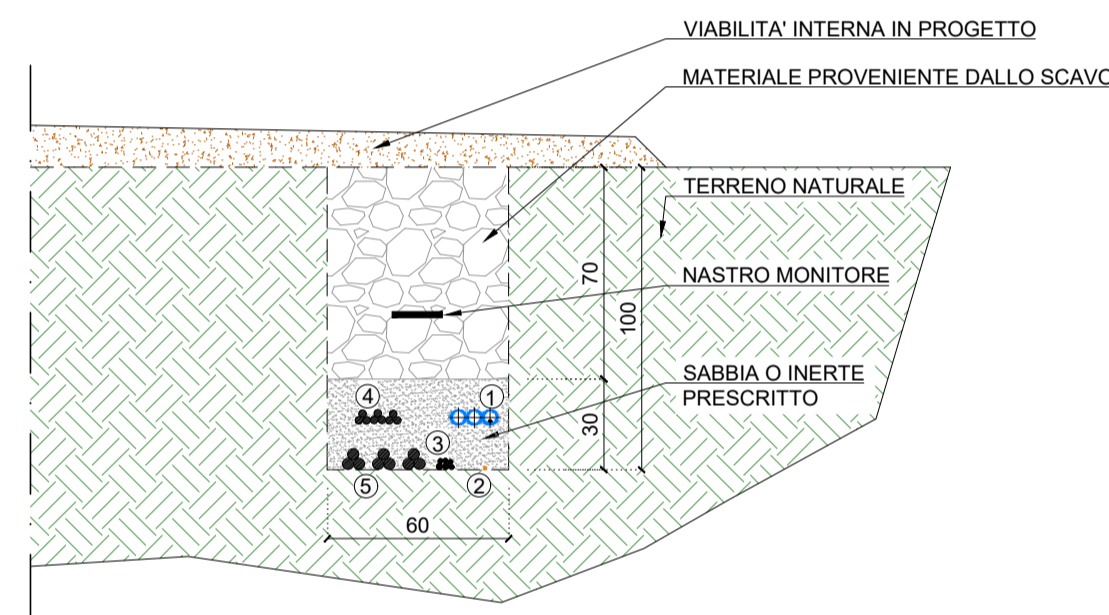 VIABILITA' INTERNA IN PROGETTO
MATERIALE PROVENIENTE DALLO SCAVO
TERRENO NATURALE
70
NASTRO MONITORE
100
SABBIA O INERTE
PRESCRITTO
4
1
30
3
5
2
60